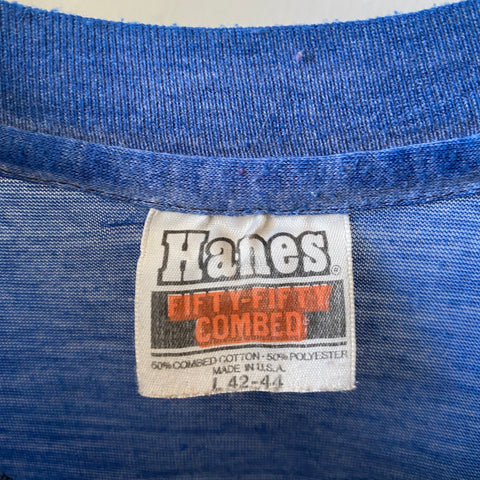 Hanes®
FIFTY-FIFTY
COMBED
50% COMBED COTTON · 50% POLYESTER
MADE IN U.S.A.
L 42-44